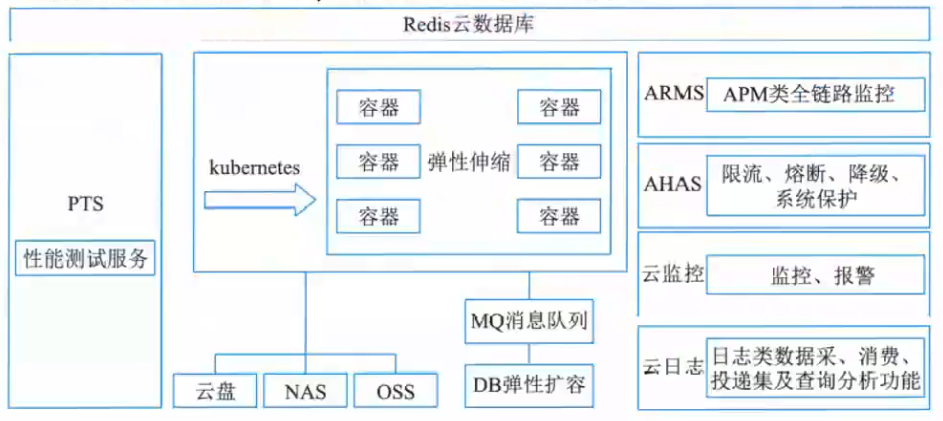 Redis云数据库
PTS
性能测试服务
kubernetes
容器
容器
容器
弹性伸缩
容器
容器
容器
云盘
NAS
OSS
MQ消息队列
DB弹性扩容
ARMS
APM类全链路监控
AHAS
限流、熔断、降级、
系统保护
云监控
监控、报警
云日志
日志类数据采、消费、
投递集及查询分析功能